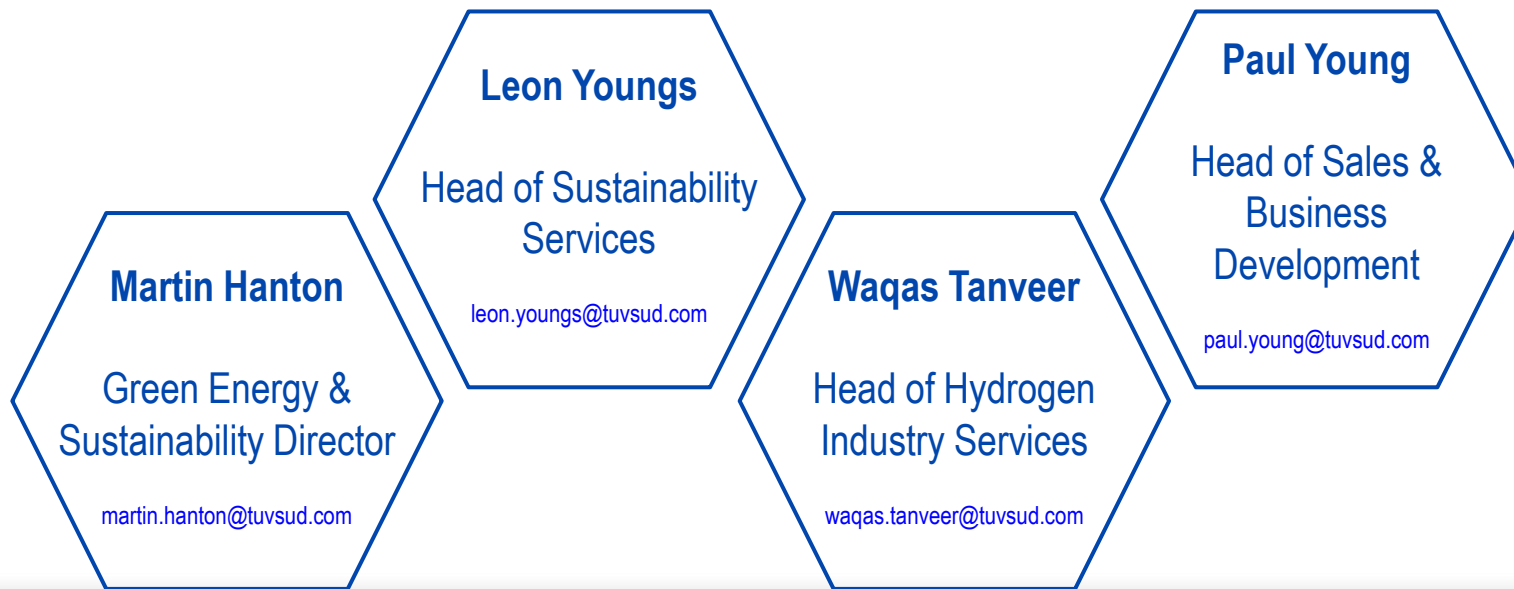 Martin Hanton
Green Energy &
Sustainability Director
martin.hanton@tuvsud.com
Leon Youngs
Head of Sustainability
Services
leon.youngs@tuvsud.com
Waqas Tanveer
Head of Hydrogen
Industry Services
waqas.tanveer@tuvsud.com
Paul Young
Head of Sales &
Business
Development
paul.young@tuvsud.com